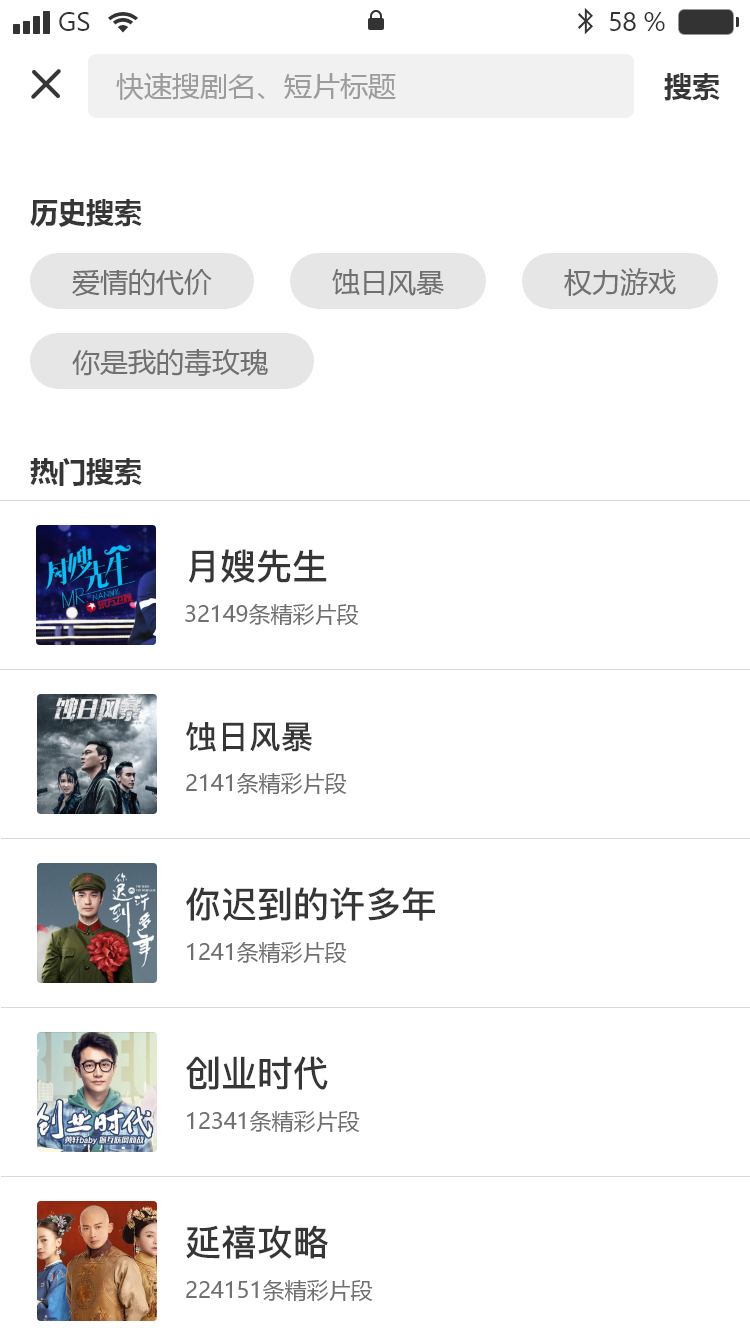 GS 58 %
快速搜剧名、短片标题 搜索
历史搜索
爱情的代价 蚀日风暴 权力游戏
你是我的毒玫瑰
热门搜索
月嫂先生
MR
NANNY
月嫂先生
32149条精彩片段
蚀日风暴
蚀日风暴
2141条精彩片段
你迟到
许多年
你迟到的许多年
1241条精彩片段
创业时代
创业时代
12341条精彩片段
延禧攻略
224151条精彩片段